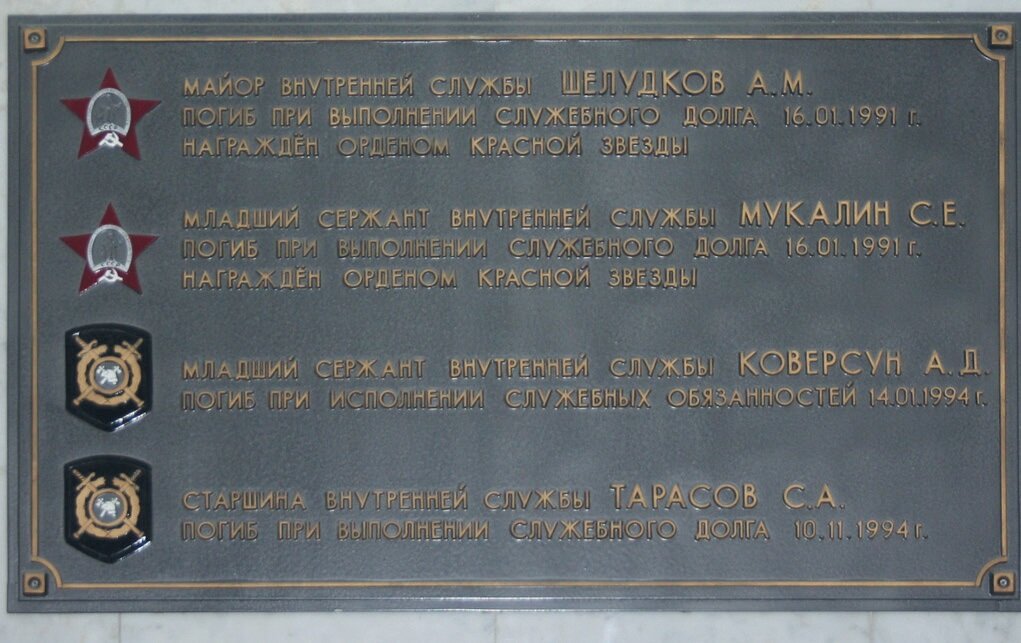 МАЙОР ВНУТРЕННЕЙ СЛУЖБЫ ШЕЛУДКОВ А.М.
ПОГИБ ПРИ ВЫПОЛНЕНИИ СЛУЖЕБНОГО ДОЛГА 16.01.1991 г.
НАГРАЖДЁН ОРДЕНОМ КРАСНОЙ ЗВЕЗДЫ
МЛАДШИЙ СЕРЖАНТ ВНУТРЕННЕЙ СЛУЖБЫ МУКАЛИН С.Е.
ПОГИБ ПРИ ВЫПОЛНЕНИИ СЛУЖЕБНОГО ДОЛГА 16.01.1991 г.
НАГРАЖДЁН ОРДЕНОМ КРАСНОЙ ЗВЕЗДЫ
МЛАДШИЙ СЕРЖАНТ ВНУТРЕННЕЙ СЛУЖБЫ КОВЕРСУН А.Д.
ПОГИБ ПРИ ИСПОЛНЕНИИ СЛУЖЕБНЫХ ОБЯЗАННОСТЕЙ 14.01.1994 г.
СТАРШИНА ВНУТРЕННЕЙ СЛУЖБЫ ТАРАСОВ С.А.
ПОГИБ ПРИ ВЫПОЛНЕНИИ СЛУЖЕБНОГО ДОЛГА 10.11.1994 г.